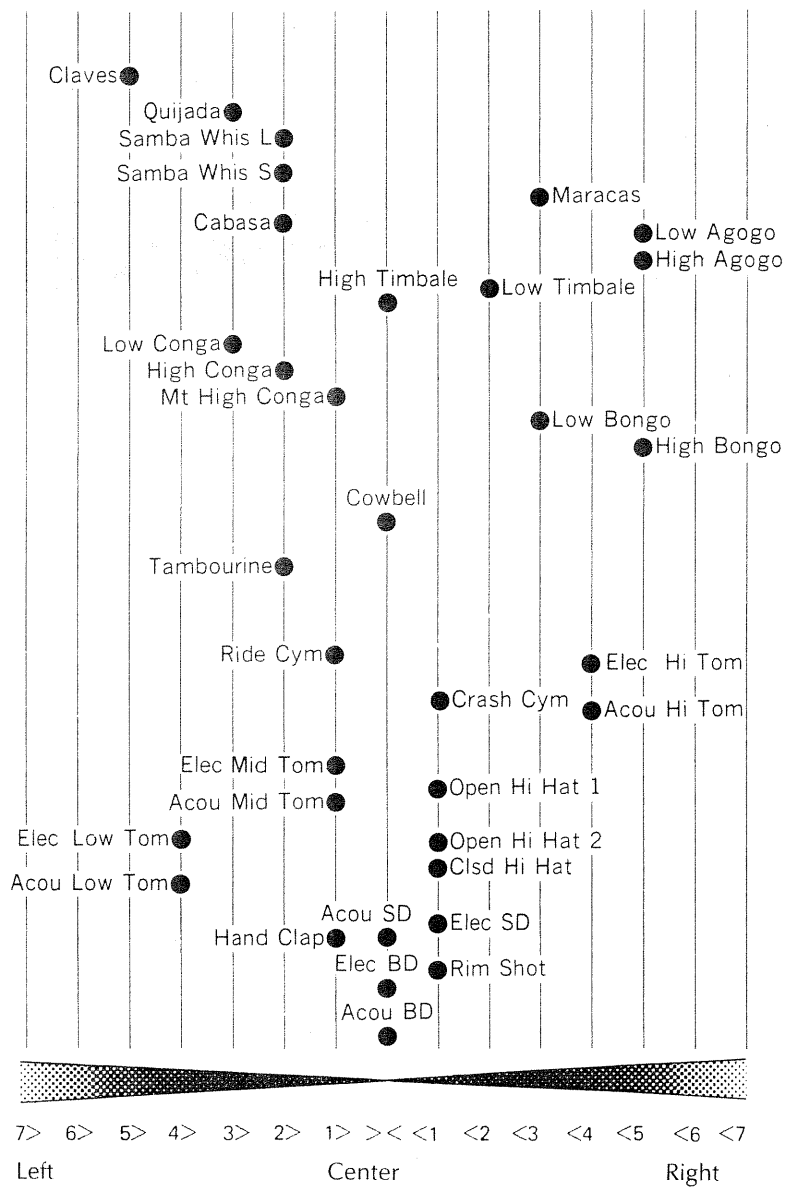 Claves
Quijada
Samba Whis L
Samba Whis S
Maracas
Cabasa
Low Agogo
High Agogo
High Timbale
Low Timbale
Low Conga
High Conga
Mt High Conga
Low Bongo
High Bongo
Cowbell
Tambourine
Ride Cym
Elec Hi Tom
Crash Cym
Acou Hi Tom
Elec Mid Tom
Open Hi Hat 1
Acou Mid Tom
Elec Low Tom
Open Hi Hat 2
Clsd Hi Hat
Acou Low Tom
Acou SD
Elec SD
Hand Clap
Elec BD
Rim Shot
Acou BD
7> 6> 5> 4> 3> 2> 1> >< <1 <2 <3 <4 <5 <6 <7
Left Center Right